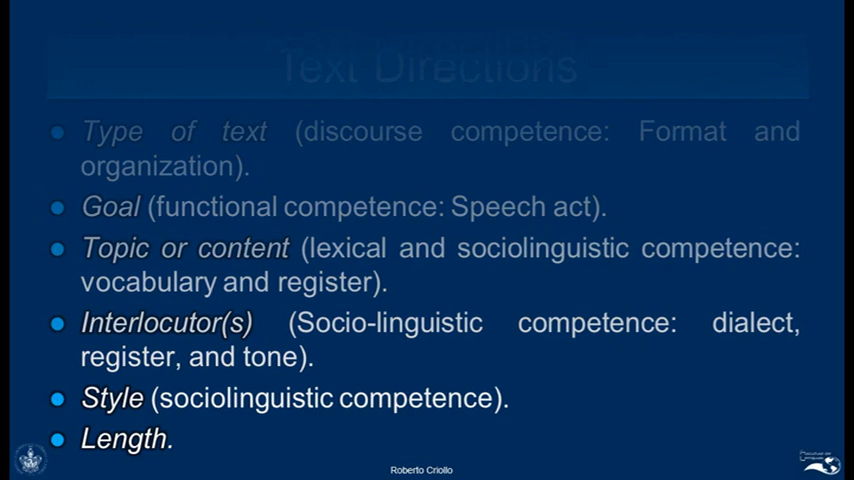 Text Directions
Type of text (discourse competence: Format and
organization).
Goal (functional competence: Speech act).
Topic or content (lexical and sociolinguistic competence:
vocabulary and register).
Interlocutor(s) (Socio-linguistic competence: dialect,
register, and tone).
Style (sociolinguistic competence).
Length.
Roberto Criollo